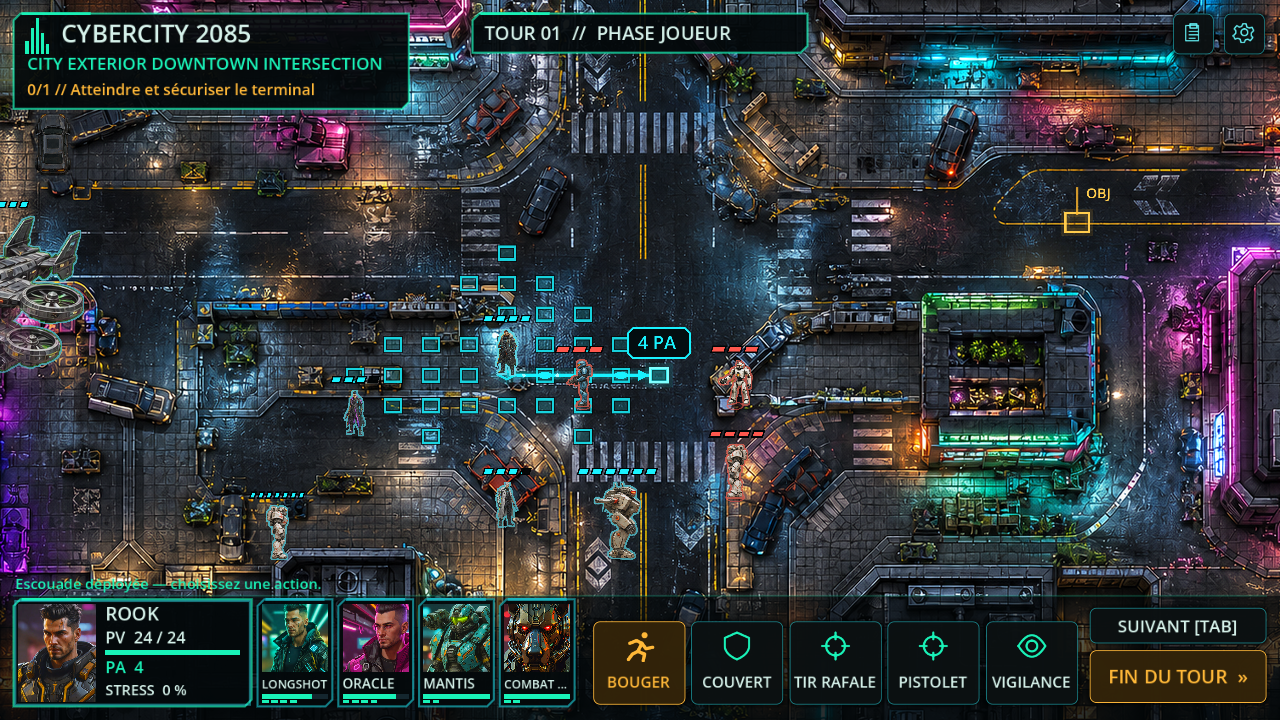 CYBERCITY 2085
CITY EXTERIOR DOWNTOWN INTERSECTION
0/1 // Atteindre et sécuriser le terminal
TOUR 01 // PHASE JOUEUR
OBJ
4 PA
Escouade déployée — choisissez une action.
ROOK
PV 24 / 24
PA 4
STRESS 0 %
LONGSHOT
ORACLE
MANTIS
COMBAT ...
BOUGER
COUVERT
TIR RAFALE
PISTOLET
VIGILANCE
SUIVANT [TAB]
FIN DU TOUR »